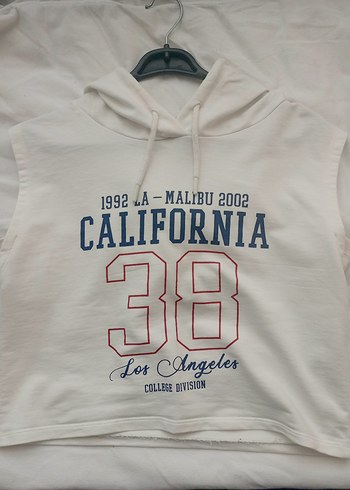 1992 LA – MALIBU 2002
CALIFORNIA
38
Los Angeles
COLLEGE DIVISION